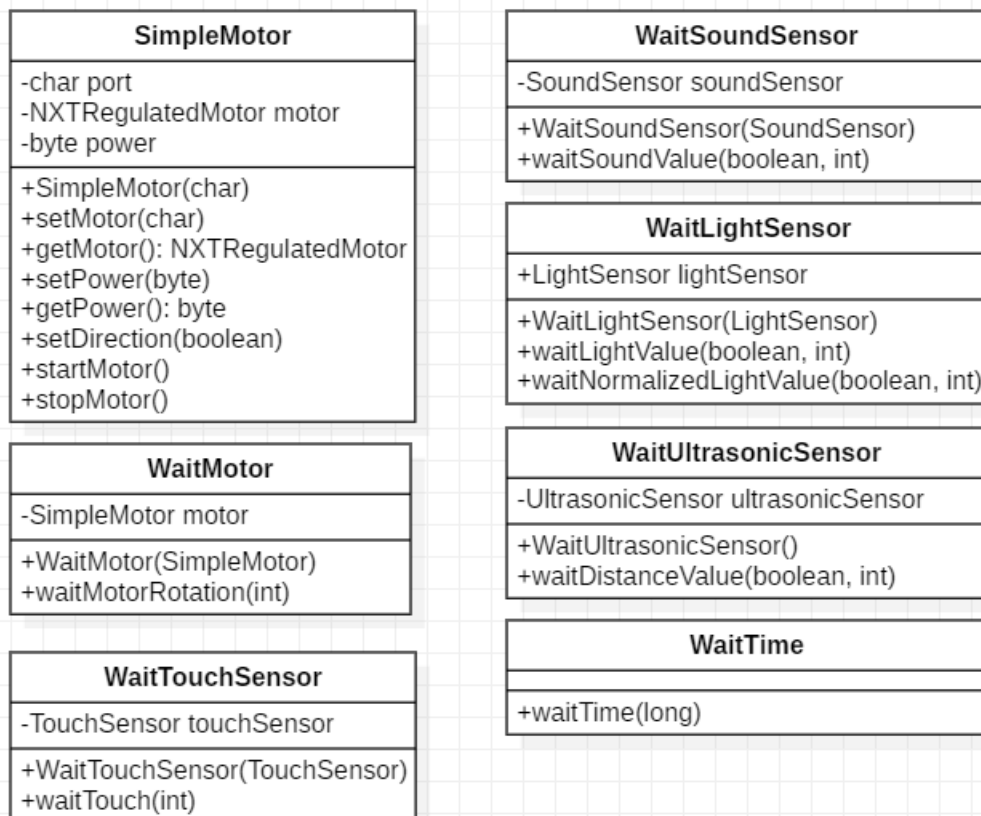 SimpleMotor
-char port
-NXTRegulatedMotor motor
-byte power
+SimpleMotor(char)
+setMotor(char)
+getMotor(): NXTRegulatedMotor
+setPower(byte)
+getPower(): byte
+setDirection(boolean)
+startMotor()
+stopMotor()
WaitMotor
-SimpleMotor motor
+WaitMotor(SimpleMotor)
+waitMotorRotation(int)
WaitTouchSensor
-TouchSensor touchSensor
+WaitTouchSensor(TouchSensor)
+waitTouch(int)
WaitSoundSensor
-SoundSensor soundSensor
+WaitSoundSensor(SoundSensor)
+waitSoundValue(boolean, int)
WaitLightSensor
+LightSensor lightSensor
+WaitLightSensor(LightSensor)
+waitLightValue(boolean, int)
+waitNormalizedLightValue(boolean, int)
WaitUltrasonicSensor
-UltrasonicSensor ultrasonicSensor
+WaitUltrasonicSensor()
+waitDistanceValue(boolean, int)
WaitTime
+waitTime(long)